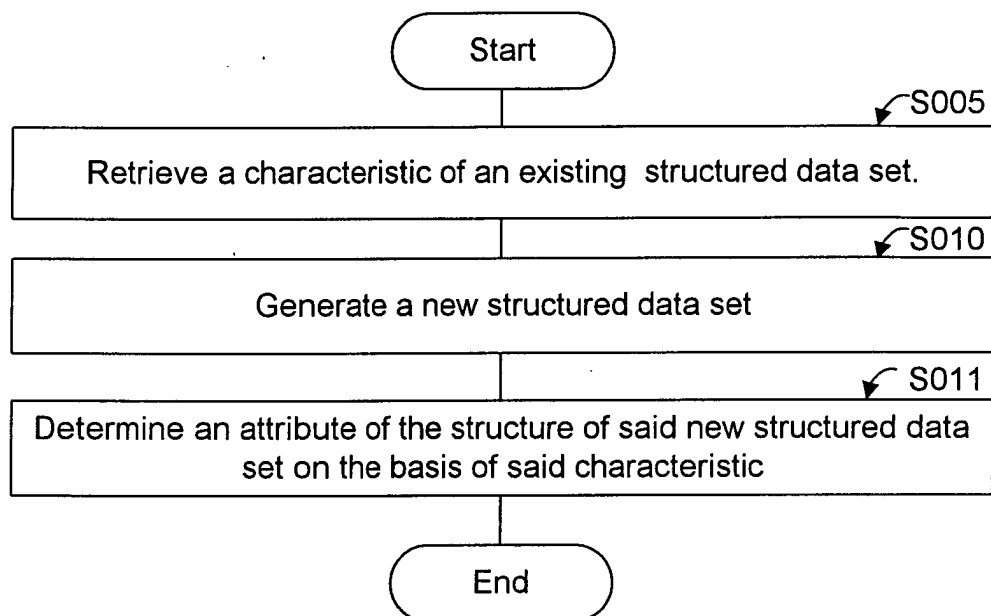 Start
S005
Retrieve a characteristic of an existing structured data set.
S010
Generate a new structured data set
S011
Determine an attribute of the structure of said new structured data
set on the basis of said characteristic
End